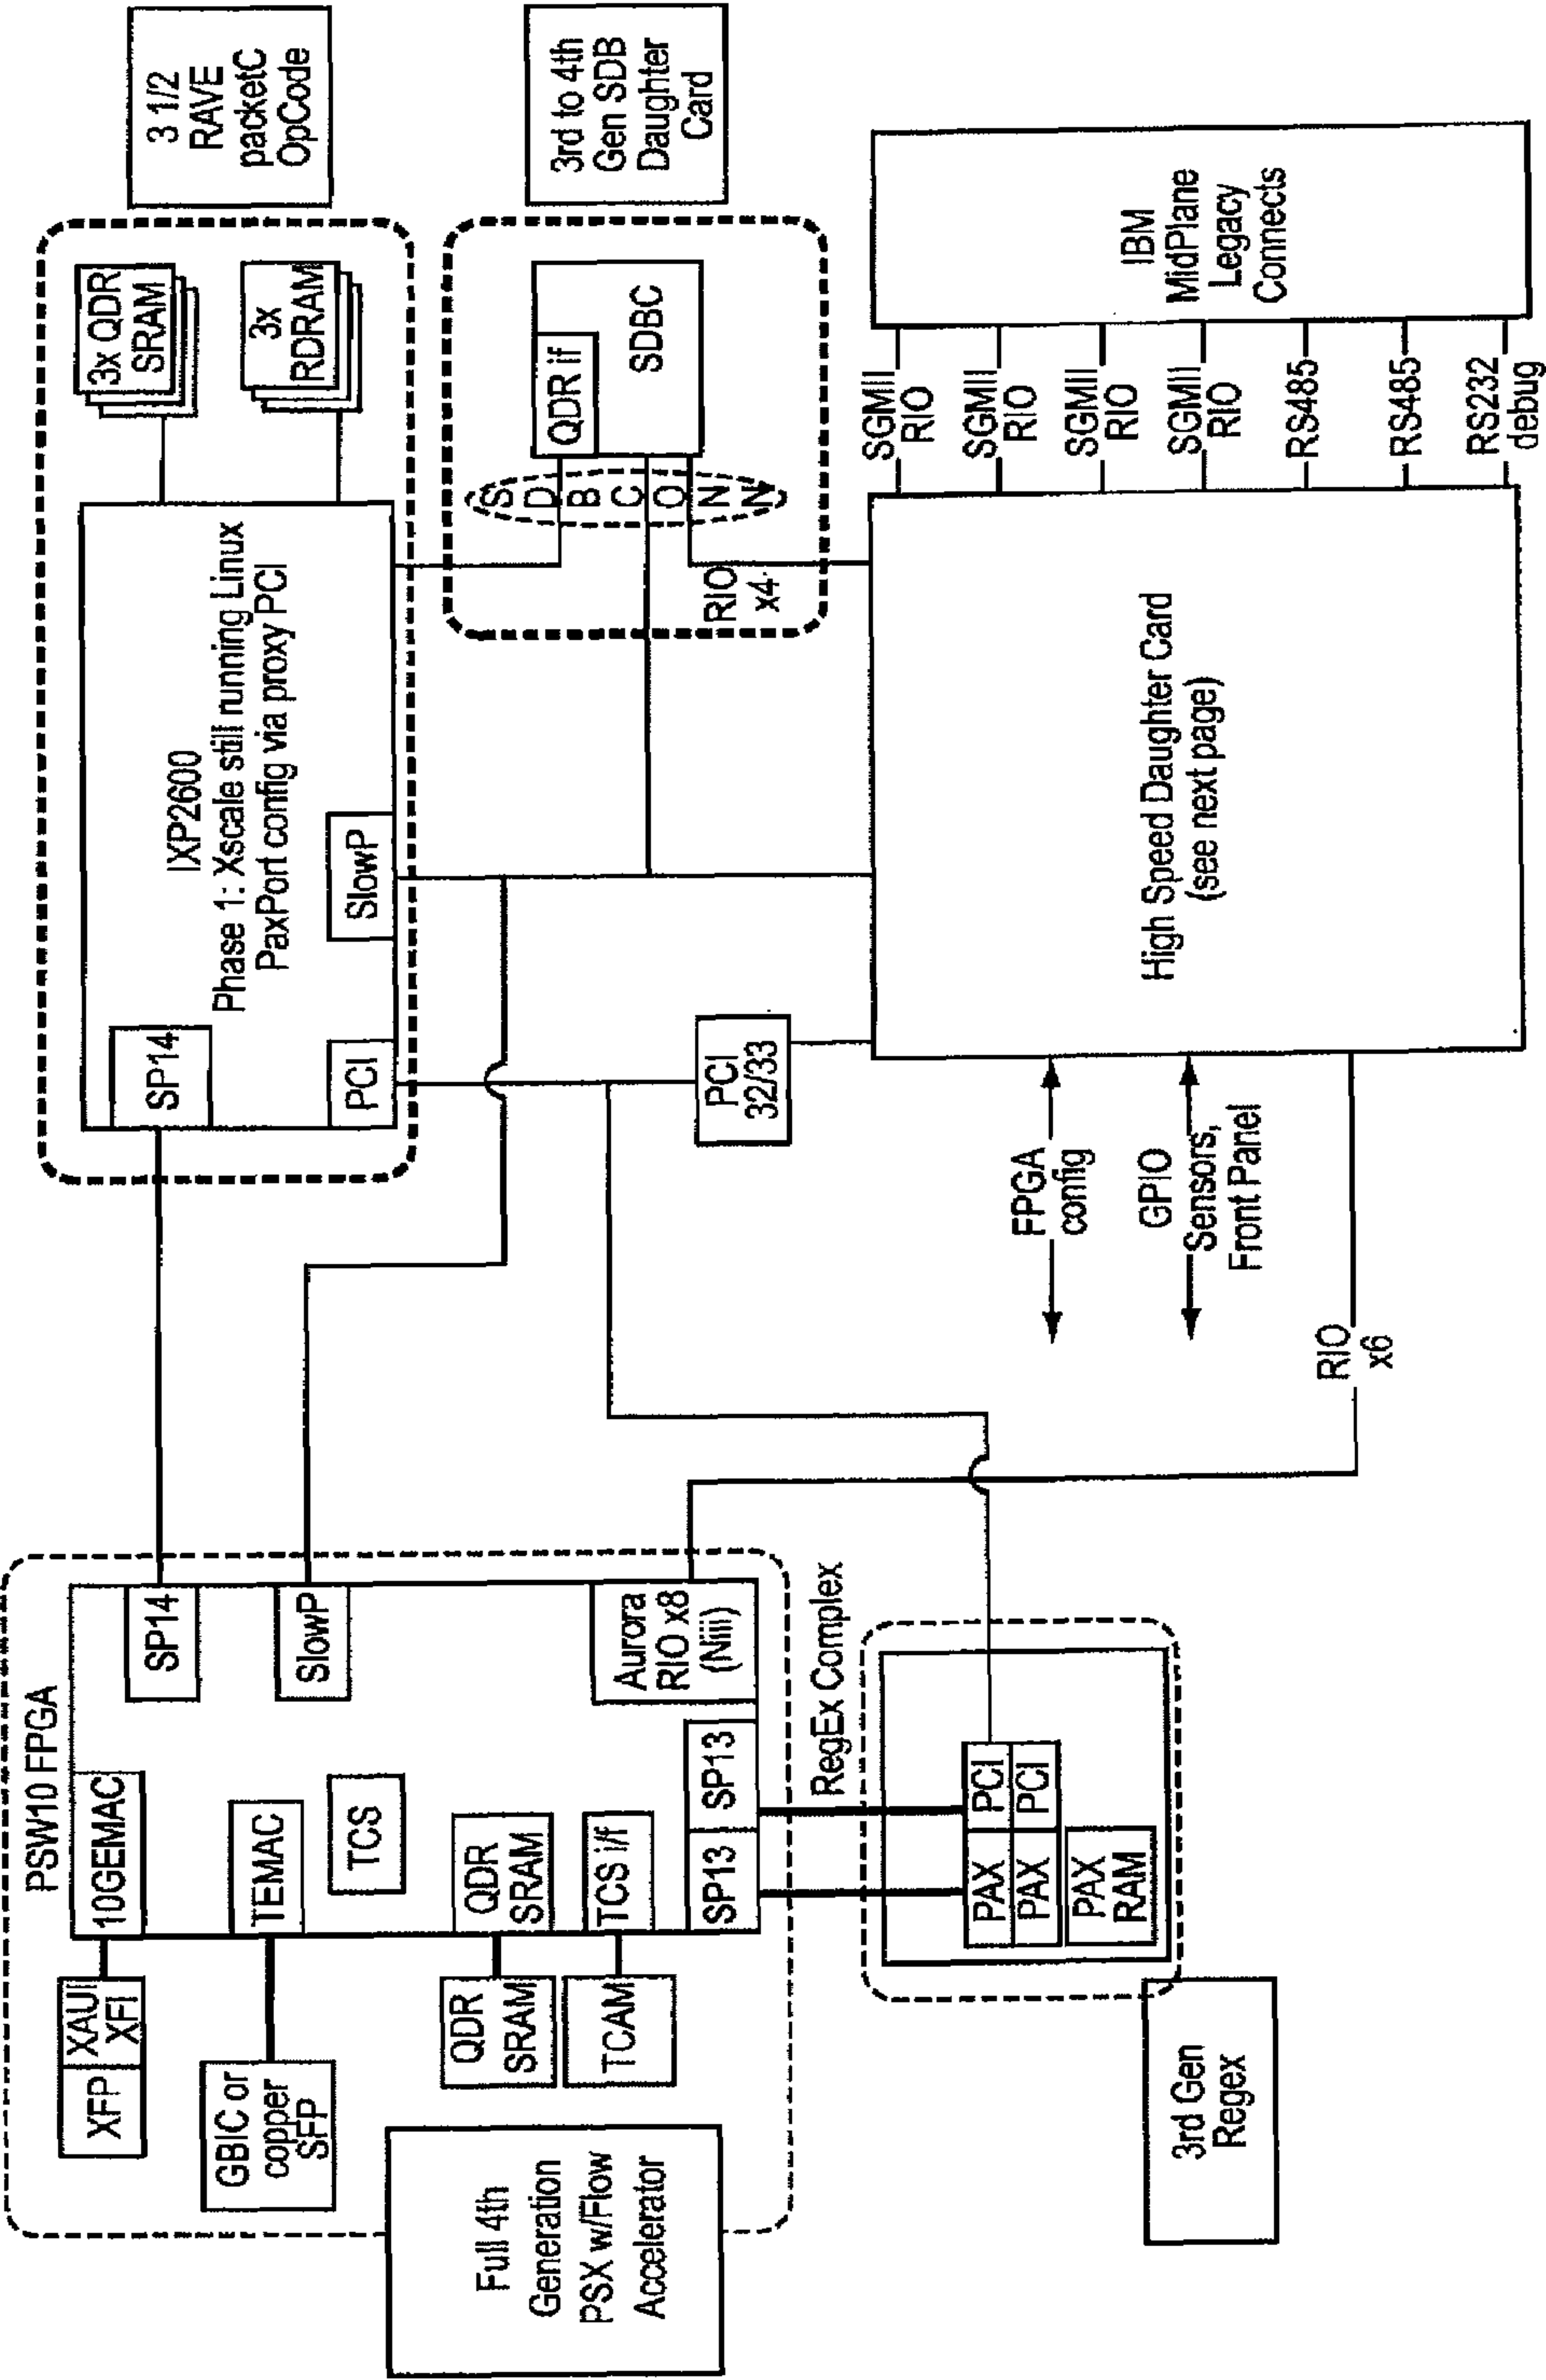 PSW10 FPGA
XFP
XAUI
XFI
10GEMAC
SP14
GBIC or
copper
SFP
TEMAC
SlowP
TCS
QDR
SRAM
QDR
SRAM
TCAM
TCS i/f
Aurora
RIO x8
(Niii)
SP13
SP13
Full 4th
Generation
PSX w/Flow
Accelerator
RegEx Complex
PAX
PCI
PAX
PCI
PAX
RAM
3rd Gen
Regex
SP14
IXP2600
Phase 1: Xscale still running Linux
PaxPort config via proxy PCI
PCI
SlowP
3x QDR
SRAM
3x
RDRAM
3 1/2
RAVE
packetC
OpCode
S
D
B
C
O
N
N
QDR if
SDBC
RIO
x4
3rd to 4th
Gen SDB
Daughter
Card
PCI
32/33
FPGA
config
GPIO
Sensors,
Front Panel
RIO
x6
High Speed Daughter Card
(see next page)
SGMII
RIO
SGMII
RIO
SGMII
RIO
SGMII
RIO
RS485
RS485
RS232
debug
IBM
MidPlane
Legacy
Connects